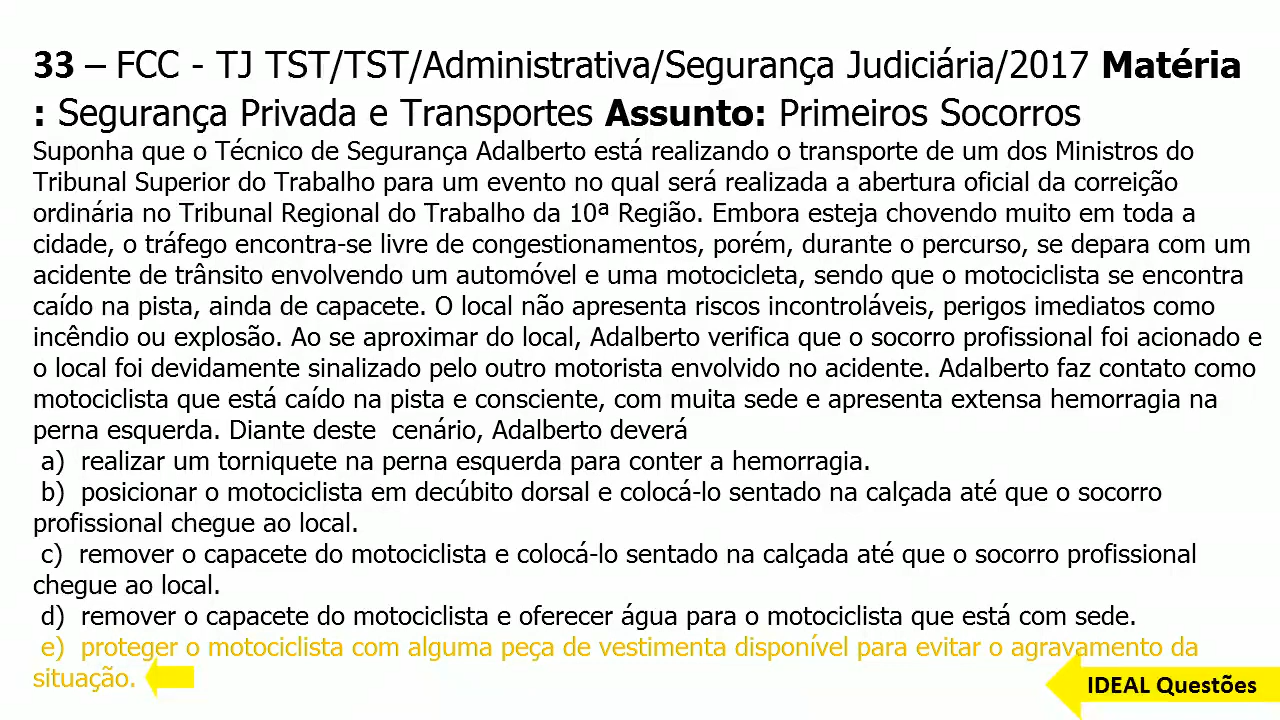 33 – FCC - TJ TST/TST/Administrativa/Segurança Judiciária/2017 Matéria
: Segurança Privada e Transportes Assunto: Primeiros Socorros
Suponha que o Técnico de Segurança Adalberto está realizando o transporte de um dos Ministros do
Tribunal Superior do Trabalho para um evento no qual será realizada a abertura oficial da correição
ordinária no Tribunal Regional do Trabalho da 10ª Região. Embora esteja chovendo muito em toda a
cidade, o tráfego encontra-se livre de congestionamentos, porém, durante o percurso, se depara com um
acidente de trânsito envolvendo um automóvel e uma motocicleta, sendo que o motociclista se encontra
caído na pista, ainda de capacete. O local não apresenta riscos incontroláveis, perigos imediatos como
incêndio ou explosão. Ao se aproximar do local, Adalberto verifica que o socorro profissional foi acionado e
o local foi devidamente sinalizado pelo outro motorista envolvido no acidente. Adalberto faz contato como
motociclista que está caído na pista e consciente, com muita sede e apresenta extensa hemorragia na
perna esquerda. Diante deste cenário, Adalberto deverá
a) realizar um torniquete na perna esquerda para conter a hemorragia.
b) posicionar o motociclista em decúbito dorsal e colocá-lo sentado na calçada até que o socorro
profissional chegue ao local.
c) remover o capacete do motociclista e colocá-lo sentado na calçada até que o socorro profissional
chegue ao local.
d) remover o capacete do motociclista e oferecer água para o motociclista que está com sede.
e) proteger o motociclista com alguma peça de vestimenta disponível para evitar o agravamento da
situação.
IDEAL Questões